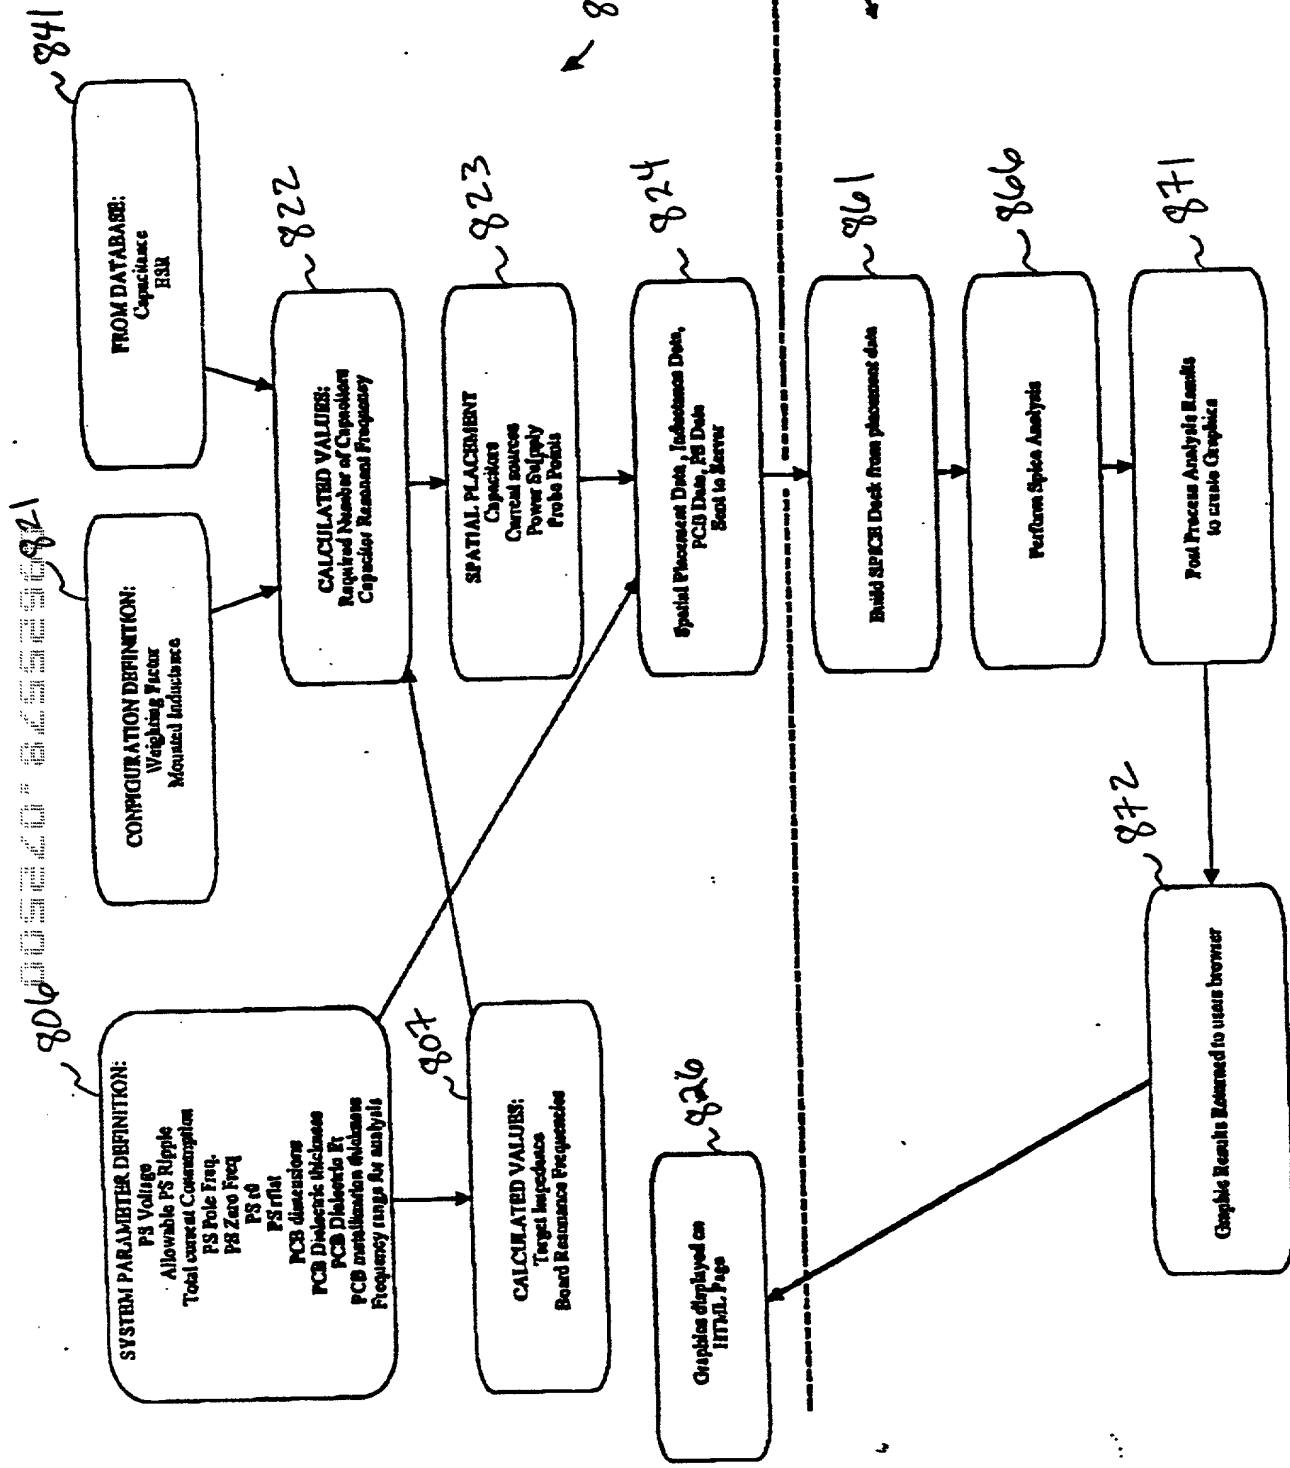 806
SYSTEM PARAMETER DEFINITION:
PS Voltage
Allowable PS Ripple
Total current Consumption
PS Pole Freq.
PS Zero Freq
PS r0
PS rflat
PCB dimensions
PCB Dielectric thickness
PCB Dielectric Et
PCB metallization thickness
Frequency range for analysis
821
CONFIGURATION DEFINITION:
Weighting Factor
Mounted Inductance
841
FROM DATABASE:
Capacitance
ESR
807
CALCULATED VALUES:
Target Impedance
Board Resonance Frequencies
822
CALCULATED VALUES:
Required Number of Capacitors
Capacitor Resonant Frequency
823
SPATIAL PLACEMENT
Capacitors
Current sources
Power Supply
Probe Points
8
826
Graphics displayed on
HTML Page
824
Spatial Placement Data, Inductance Data,
PCB Data, PS Data
Sent to Server
861
Build SPICE Deck from placement data
866
Perform Spice Analysis
871
Post Process Analysis Results
to create Graphics
872
Graphic Results Returned to users browser